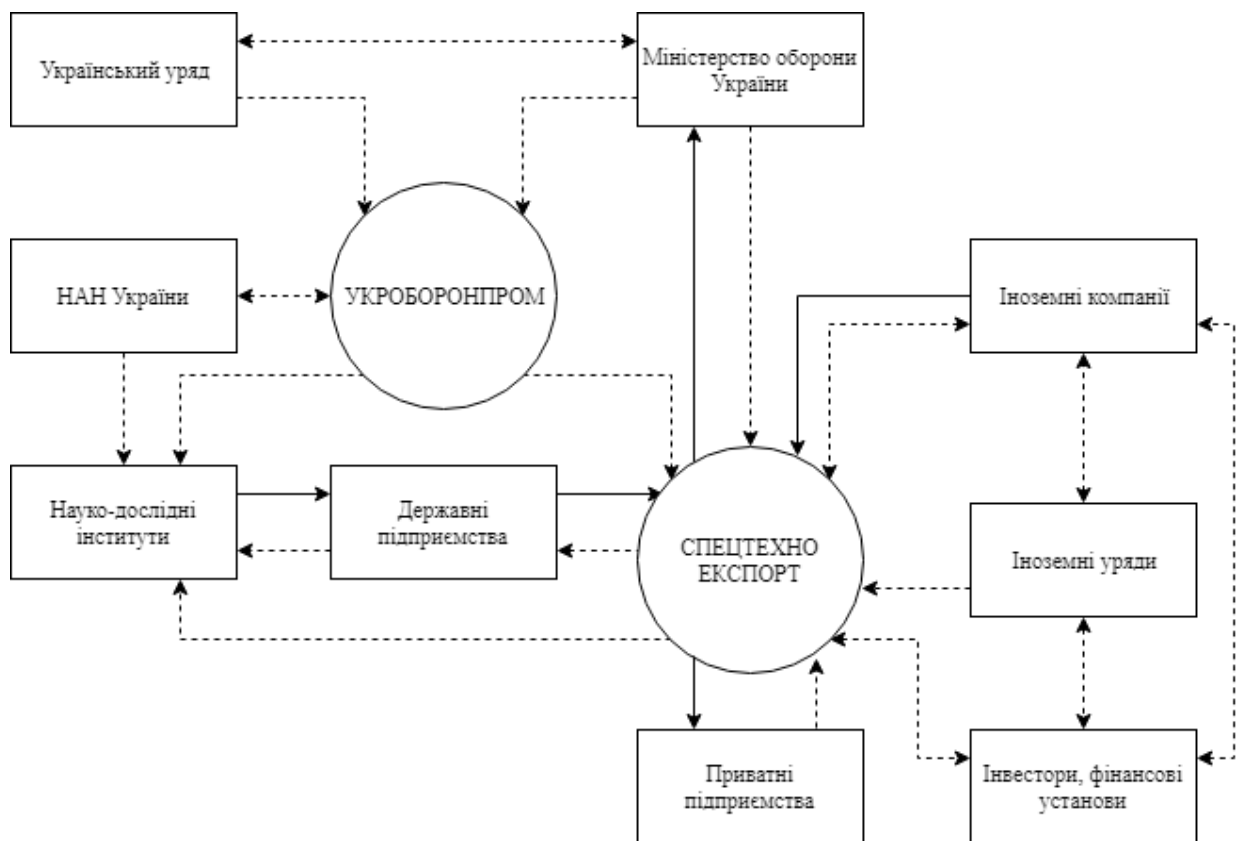 Український уряд
Міністерство оборони
України
НАН України
УКРОБОРОНПРОМ
Іноземні компанії
Науко-дослідні
інститути
Державні
підприємства
СПЕЦТЕХНО
ЕКСПОРТ
Іноземні уряди
Приватні
підприємства
Інвестори, фінансові
установи